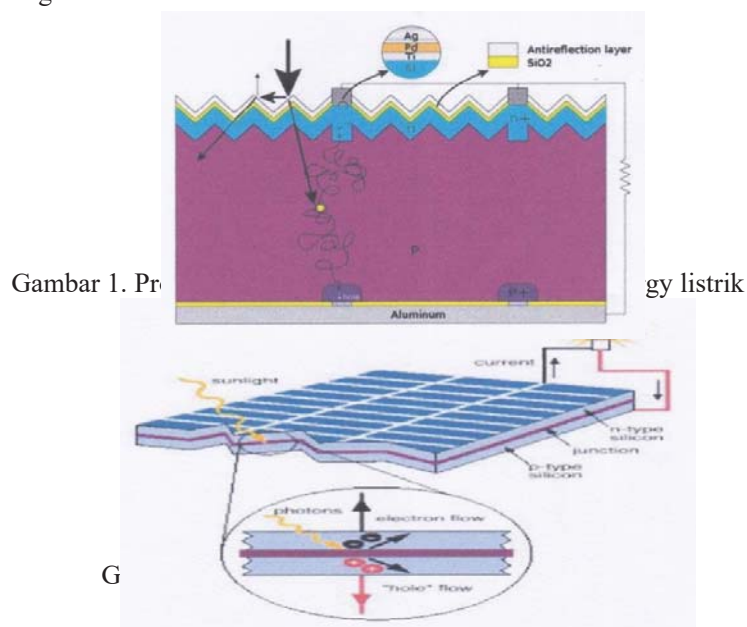 Ag
Pd
Ti
Antireflection layer
SiO2
n+
P
Gambar 1. Pr
gy listrik
P+
Aluminum
current
sunlight
n-type
silicon
junction
p-type
silicon
photons
electron flow
"hole" flow
G